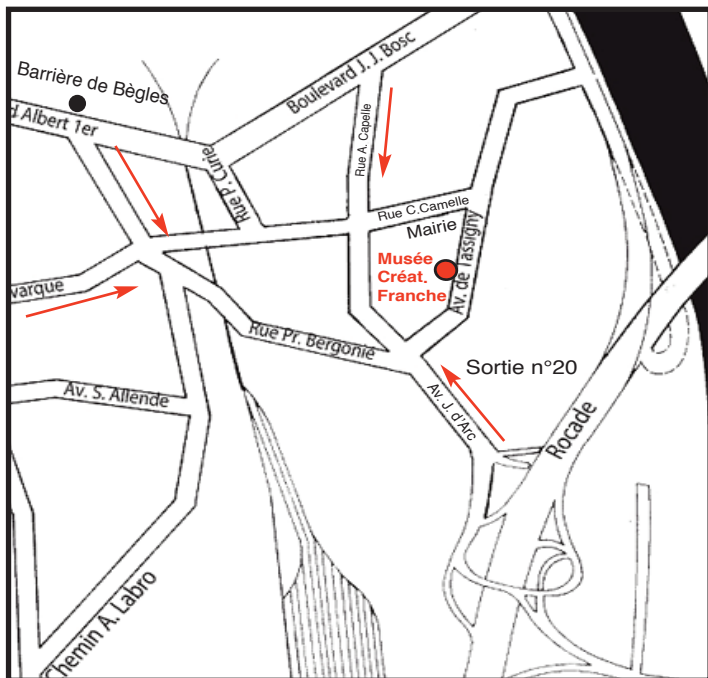 Boulevard J. J. Bosc
Barrière de Bègles
d Albert 1er
Rue P. Curie
Rue A. Capelle
Rue C.Camelle
Mairie
Musée
Créat.
Franche
Av. de Tassigny
varque
Rue Pr. Bergonié
Sortie n°20
Av. S. Allende
Av. J. d'Arc
Rocade
Chemin A. Labro